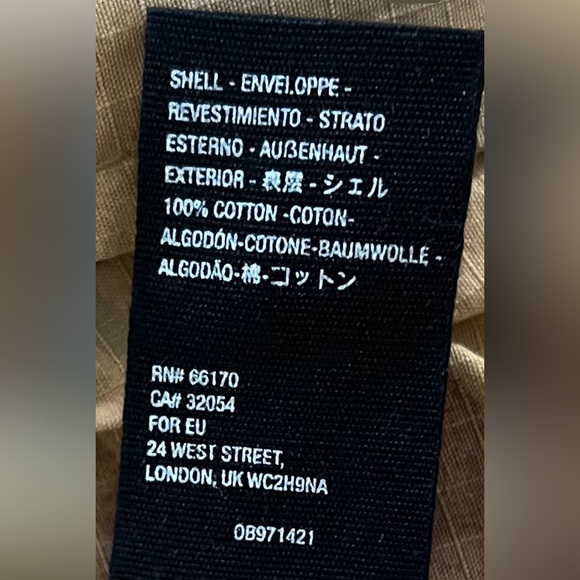 SHELL - ENVELOPPE -
REVESTIMIENTO - STRATO
ESTERNO - AUßENHAUT -
EXTERIOR - 表层 - シェル
100% COTTON -COTON-
ALGODÓN-COTONE-BAUMWOLLE -
ALGODÃO-棉-コットン
RN# 66170
CA# 32054
FOR EU
24 WEST STREET,
LONDON, UK WC2H9NA
0B971421